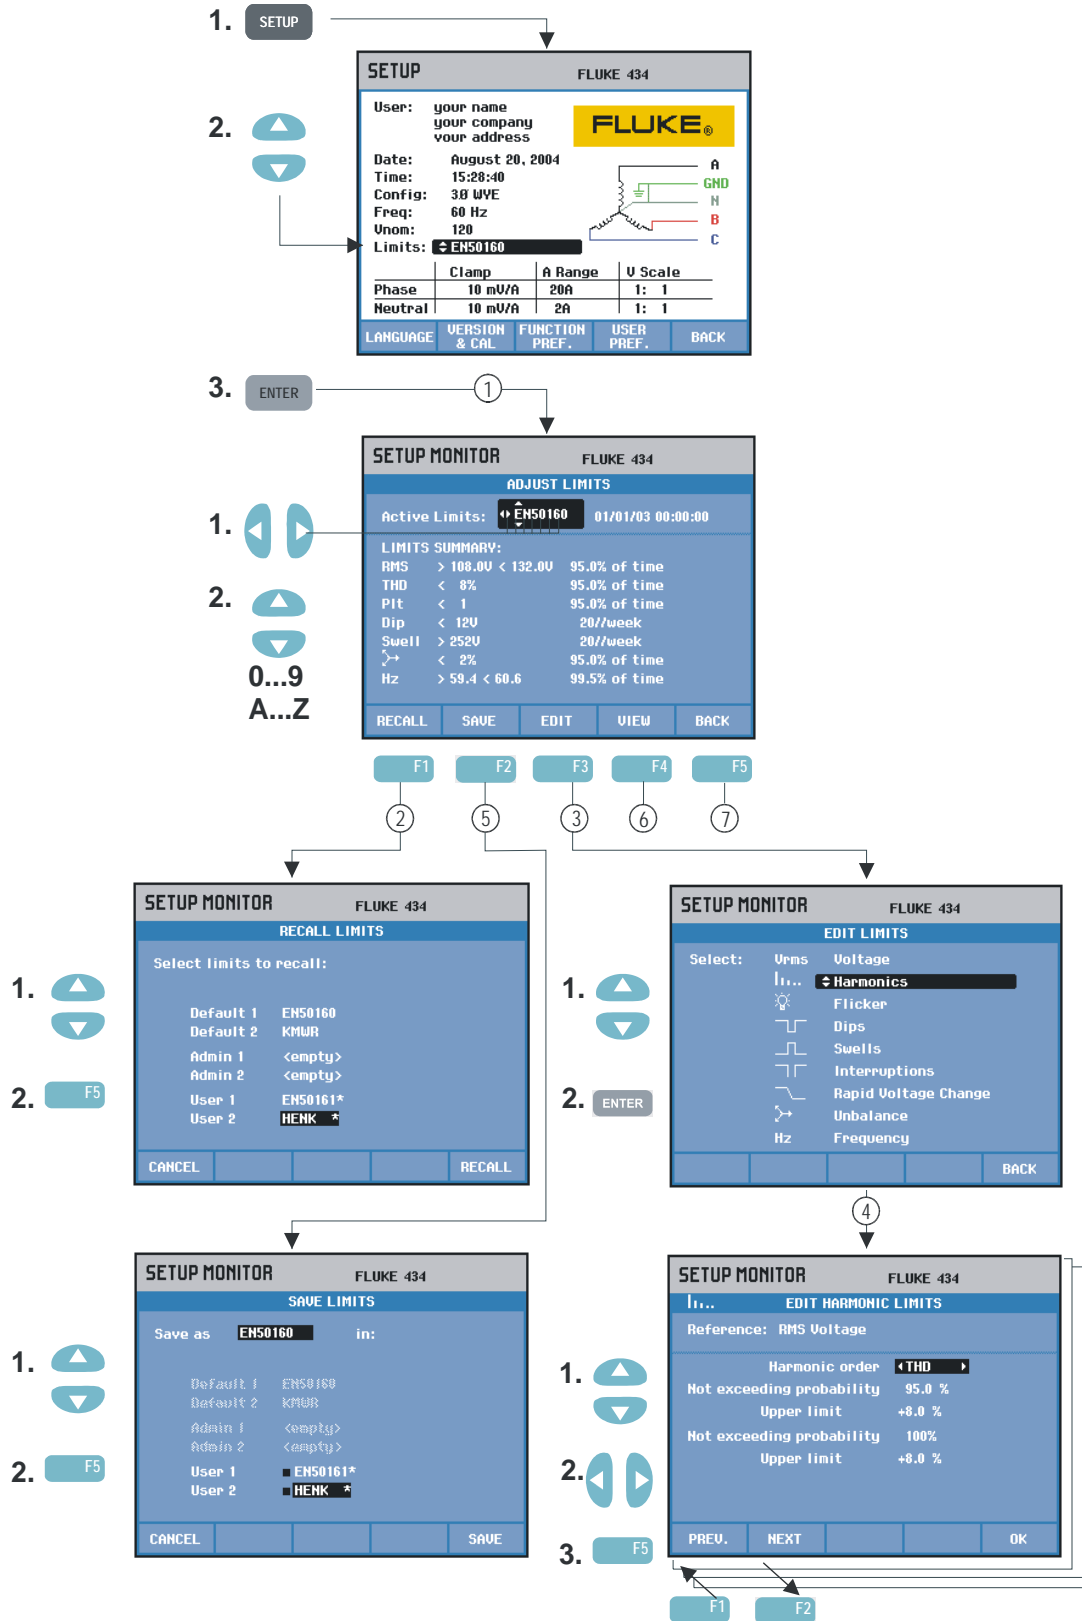 1. SETUP
SETUP FLUKE 434
User: your name
your company
your address
FLUKE®
2.
Date: August 20, 2004
Time: 15:28:40
Config: 3Ø WYE
Freq: 60 Hz
Vnom: 120
Limits: EN50160
A
GND
N
B
C
Clamp A Range V Scale
Phase 10 mV/A 20A 1: 1
Neutral 10 mV/A 2A 1: 1
LANGUAGE VERSION & CAL FUNCTION PREF. USER PREF. BACK
3. ENTER 1
SETUP MONITOR FLUKE 434
ADJUST LIMITS
1.
Active Limits: EN50160 01/01/03 00:00:00
LIMITS SUMMARY:
RMS > 108.0V < 132.0V 95.0% of time
THD < 8% 95.0% of time
Plt < 1 95.0% of time
Dip < 12V 20//week
Swell > 252V 20//week
< 2% 95.0% of time
Hz > 59.4 < 60.6 99.5% of time
2.
0...9
A...Z
RECALL SAVE EDIT VIEW BACK
F1 F2 F3 F4 F5
2 5 3 6 7
SETUP MONITOR FLUKE 434
RECALL LIMITS
Select limits to recall:
1.
Default 1 EN50160
Default 2 KMWR
Admin 1 <empty>
Admin 2 <empty>
User 1 EN50161*
User 2 HENK *
2. F5
CANCEL RECALL
SETUP MONITOR FLUKE 434
EDIT LIMITS
Select: Vrms Voltage
1.
Harmonics
Flicker
Dips
Swells
Interruptions
Rapid Voltage Change
Unbalance
Hz Frequency
2. ENTER
BACK
4
SETUP MONITOR FLUKE 434
SAVE LIMITS
Save as EN50160 in:
1.
Default 1 EN50160
Default 2 KMWR
Admin 1 <empty>
Admin 2 <empty>
User 1 EN50161*
User 2 HENK *
2. F5
CANCEL SAVE
SETUP MONITOR FLUKE 434
EDIT HARMONIC LIMITS
Reference: RMS Voltage
1.
Harmonic order THD
Not exceeding probability 95.0 %
Upper limit +8.0 %
Not exceeding probability 100%
Upper limit +8.0 %
2.
3. F5
PREV. NEXT OK
F1 F2